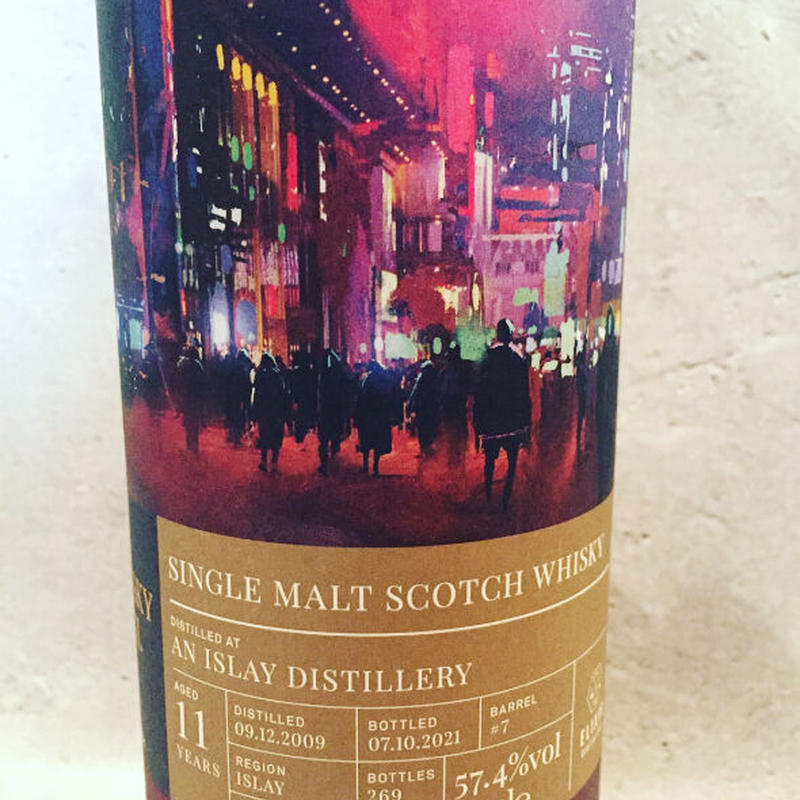 SINGLE MALT SCOTCH WHISKY
DISTILLED AT
AN ISLAY DISTILLERY
AGED
11
YEARS
DISTILLED
09.12.2009
BOTTLED
07.10.2021
BARREL
#7
REGION
ISLAY
BOTTLES
269
57.4%vol